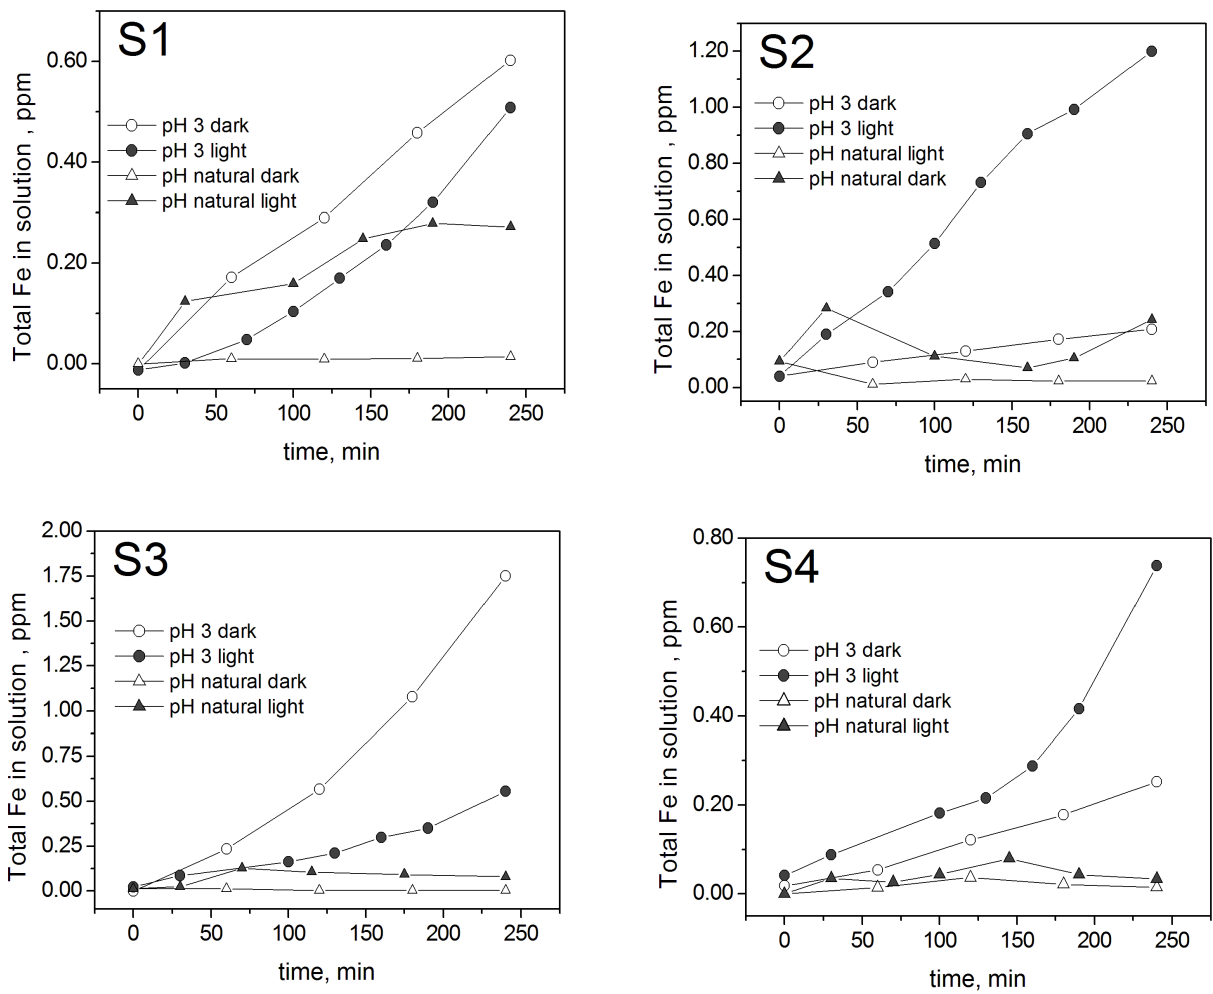 S1
Total Fe in solution , ppm
0.60
0.40
0.20
0.00
pH 3 dark
pH 3 light
pH natural dark
pH natural light
0 50 100 150 200 250
time, min
S2
Total Fe in solution , ppm
1.20
1.00
0.80
0.60
0.40
0.20
0.00
pH 3 dark
pH 3 light
pH natural light
pH natural dark
0 50 100 150 200 250
time, min
S3
Total Fe in solution , ppm
2.00
1.75
1.50
1.25
1.00
0.75
0.50
0.25
0.00
pH 3 dark
pH 3 light
pH natural dark
pH natural light
0 50 100 150 200 250
time, min
S4
Total Fe in solution , ppm
0.80
0.60
0.40
0.20
0.00
pH 3 dark
pH 3 light
pH natural dark
pH natural light
0 50 100 150 200 250
time, min